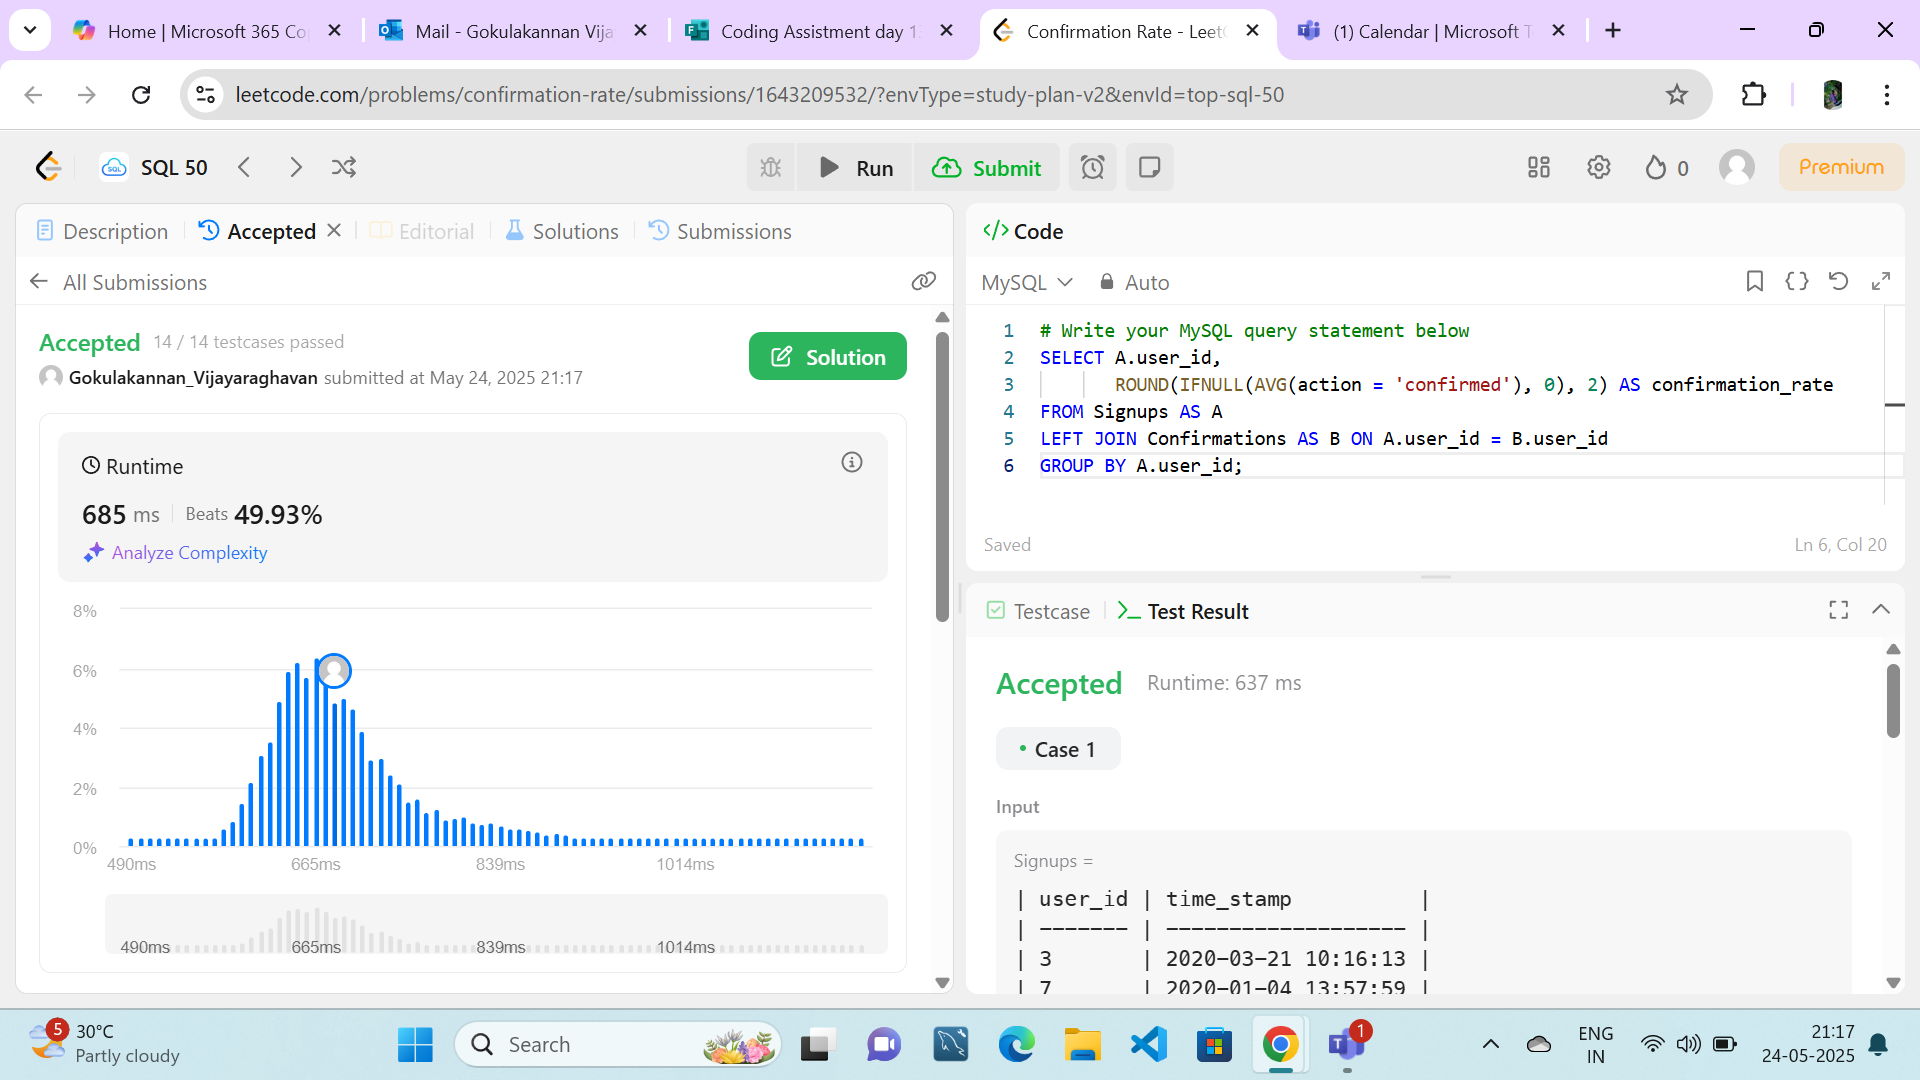 Home | Microsoft 365 Co
Mail - Gokulakannan Vija
Coding Assistment day 1
Confirmation Rate - Leet
(1) Calendar | Microsoft T
leetcode.com/problems/confirmation-rate/submissions/1643209532/?envType=study-plan-v2&envId=top-sql-50
SQL
SQL 50
Run
Submit
0
Premium
Description
Accepted
Editorial
Solutions
Submissions
All Submissions
Accepted 14 / 14 testcases passed
Gokulakannan_Vijayaraghavan submitted at May 24, 2025 21:17
Solution
Runtime
685 ms Beats 49.93%
Analyze Complexity
8%
6%
4%
2%
0%
490ms 665ms 839ms 1014ms
490ms 665ms 839ms 1014ms
</> Code
MySQL Auto
1 # Write your MySQL query statement below
2 SELECT A.user_id,
3 ROUND(IFNULL(AVG(action = 'confirmed'), 0), 2) AS confirmation_rate
4 FROM Signups AS A
5 LEFT JOIN Confirmations AS B ON A.user_id = B.user_id
6 GROUP BY A.user_id;
Saved Ln 6, Col 20
Testcase
Test Result
Accepted Runtime: 637 ms
• Case 1
Input
Signups =
| user_id | time_stamp |
| ------- | ------------------- |
| 3 | 2020-03-21 10:16:13 |
| 7 | 2020-01-04 13:57:59 |
5
30°C
Partly cloudy
Search
1
ENG
IN
21:17
24-05-2025